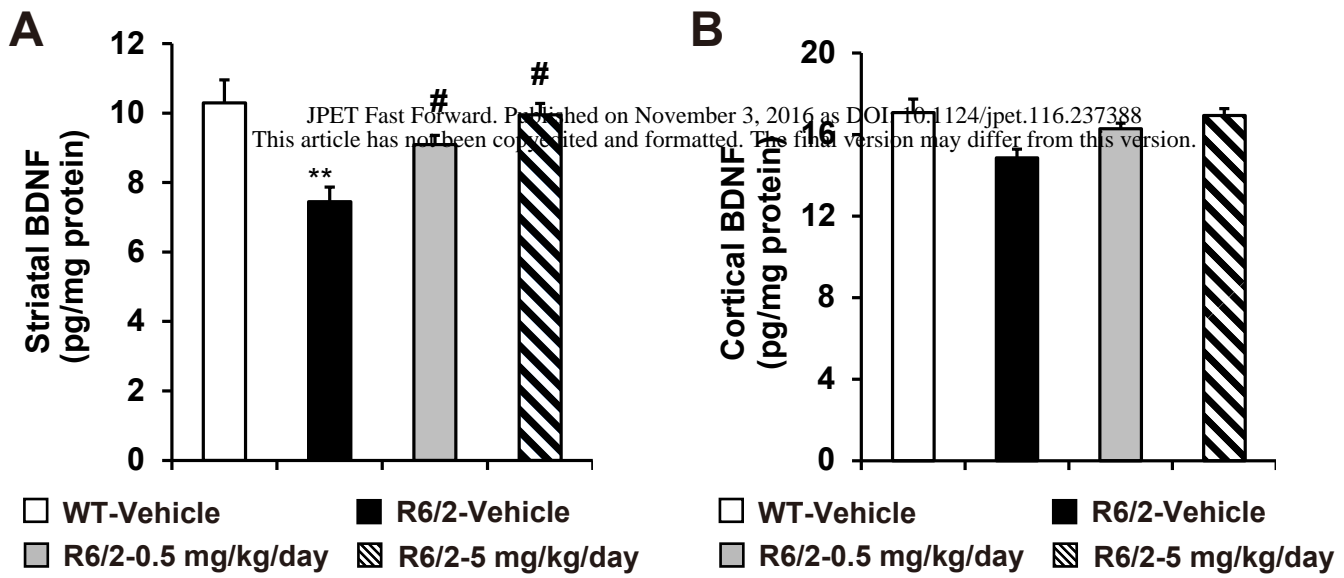 A
B
JPET Fast Forward. Published on November 3, 2016 as DOI: 10.1124/jpet.116.237388
This article has not been copyedited and formatted. The final version may differ from this version.
Striatal BDNF
(pg/mg protein)
12
10
8
6
4
2
0
**
#
#
WT-Vehicle
R6/2-Vehicle
R6/2-0.5 mg/kg/day
R6/2-5 mg/kg/day
Cortical BDNF
(pg/mg protein)
20
16
12
8
4
0
WT-Vehicle
R6/2-Vehicle
R6/2-0.5 mg/kg/day
R6/2-5 mg/kg/day